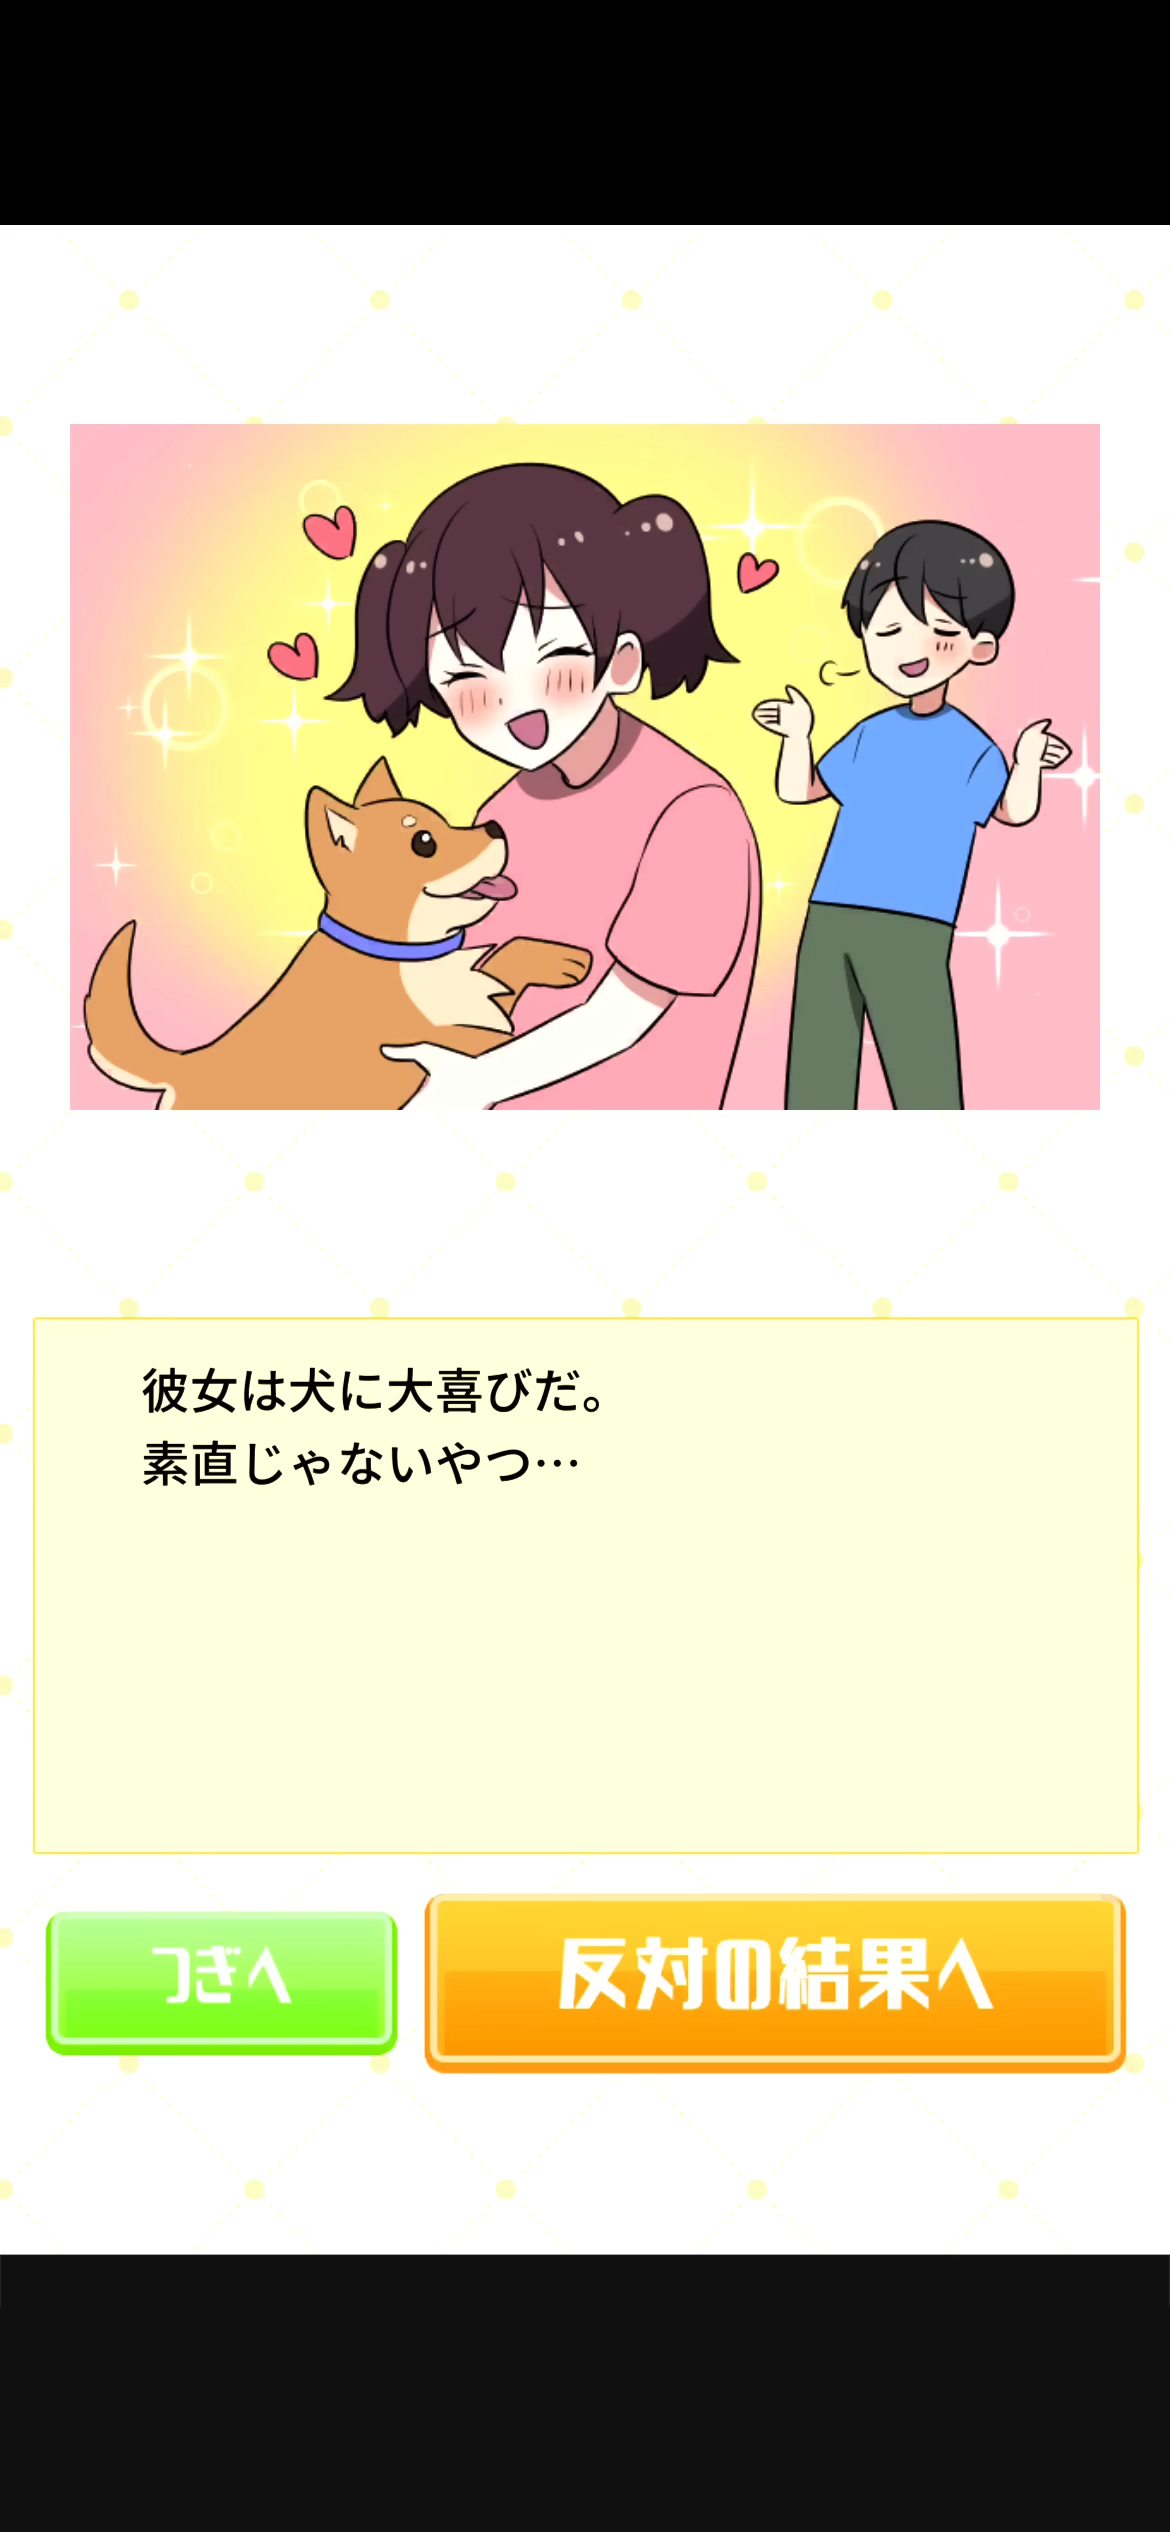 彼女は犬に大喜びだ。
素直じゃないやつ…
つぎへ
反対の結果へ